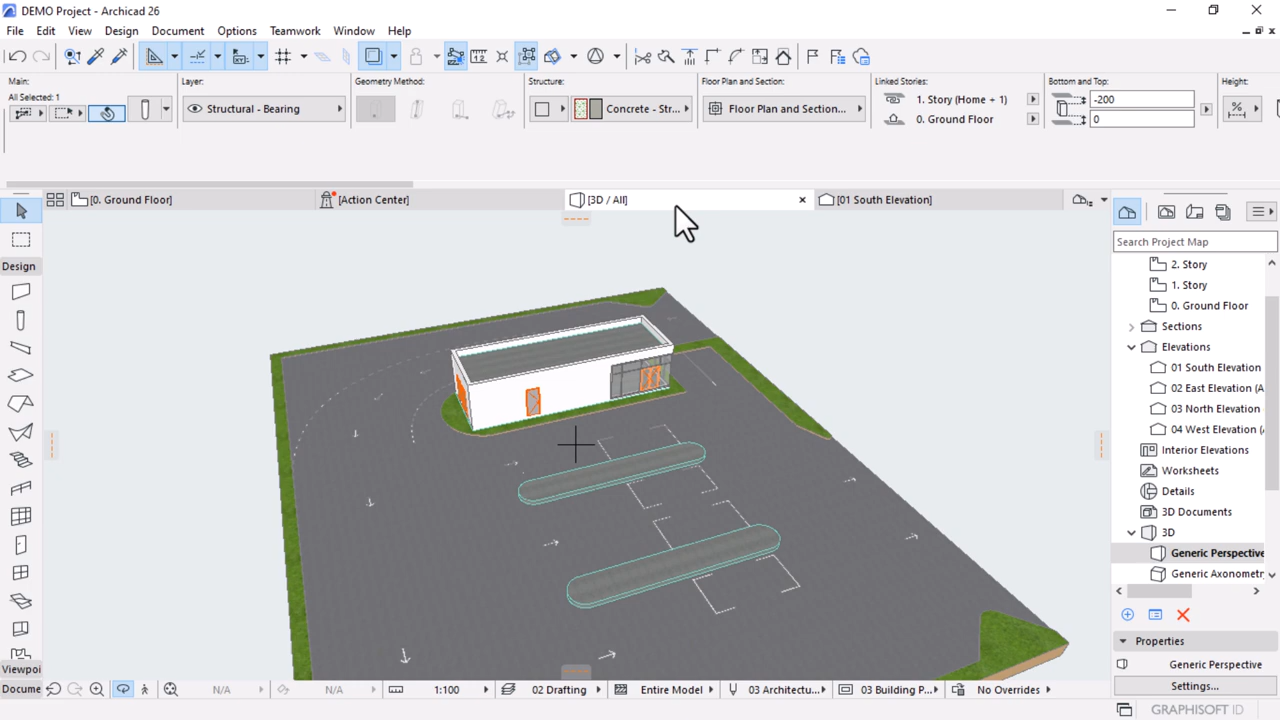 DEMO Project - Archicad 26
File Edit View Design Document Options Teamwork Window Help
Main:
All Selected: 1
Layer:
Structural - Bearing
Geometry Method:
Structure:
Concrete - Str...
Floor Plan and Section:
Floor Plan and Section...
Linked Stories:
1. Story (Home + 1)
0. Ground Floor
Bottom and Top:
-200
0
Height:
[0. Ground Floor]
[Action Center]
[3D / All]
[01 South Elevation]
Design
Viewpoi
Docume
Search Project Map
2. Story
1. Story
0. Ground Floor
Sections
Elevations
01 South Elevation
02 East Elevation (A
03 North Elevation
04 West Elevation (
Interior Elevations
Worksheets
Details
3D Documents
3D
Generic Perspective
Generic Axonometr
Properties
Generic Perspective
Settings...
N/A
N/A
1:100
02 Drafting
Entire Model
03 Architectu...
03 Building P...
No Overrides
GRAPHISOFT ID